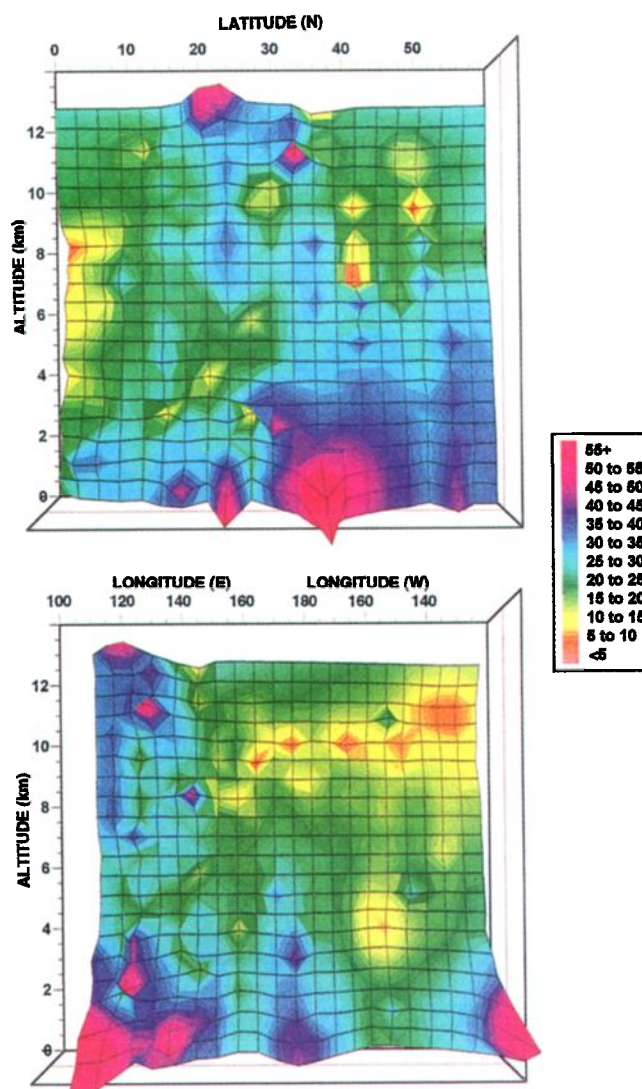 LATITUDE (N)
0 10 20 30 40 50
12
10
8
6
4
2
0
ALTITUDE (km)
55+
50 to 55
45 to 50
40 to 45
35 to 40
30 to 35
25 to 30
20 to 25
15 to 20
10 to 15
5 to 10
<5
LONGITUDE (E) LONGITUDE (W)
100 120 140 160 180 160 140
12
10
8
6
4
2
0
ALTITUDE (km)